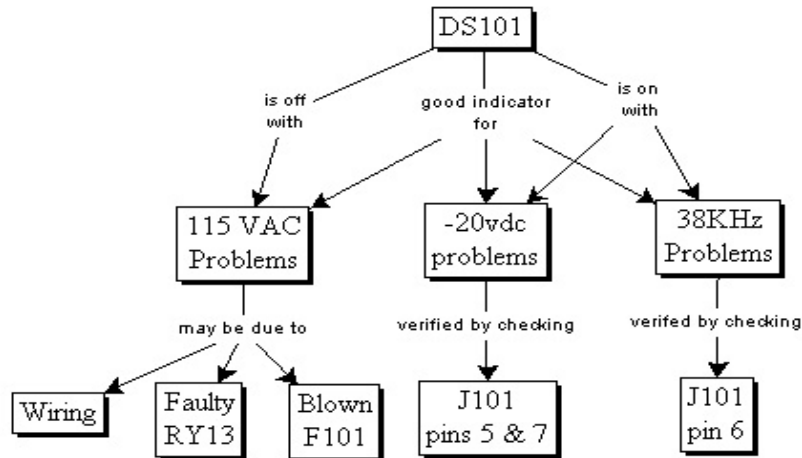 DS101
is off
with
good indicator
for
is on
with
115 VAC
Problems
-20vdc
problems
38KHz
Problems
may be due to
verified by checking
verifed by checking
Wiring
Faulty
RY13
Blown
F101
J101
pins 5 & 7
J101
pin 6